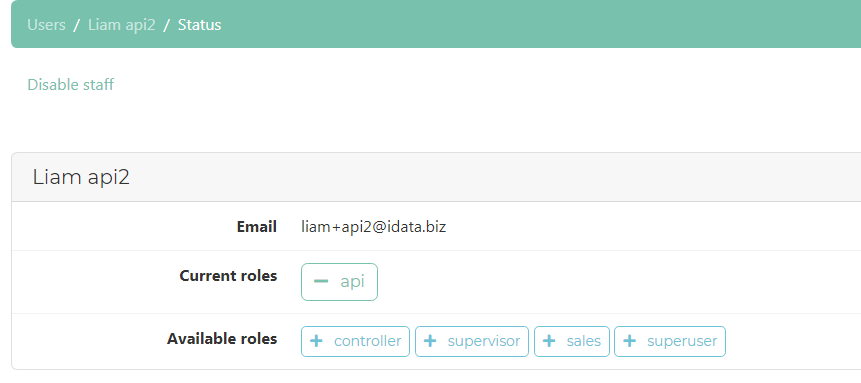 Users / Liam api2 / Status
Disable staff
Liam api2
Email liam+api2@idata.biz
Current roles − api
Available roles + controller + supervisor + sales + superuser